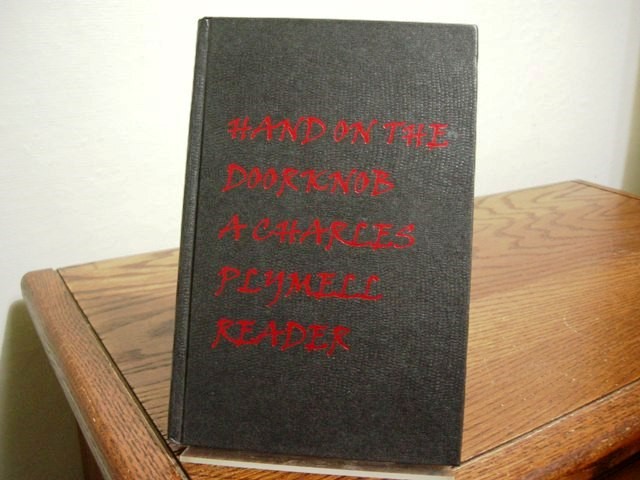 HAND ON THE
DOORKNOB
A CHARLES
PLYMELL
READER